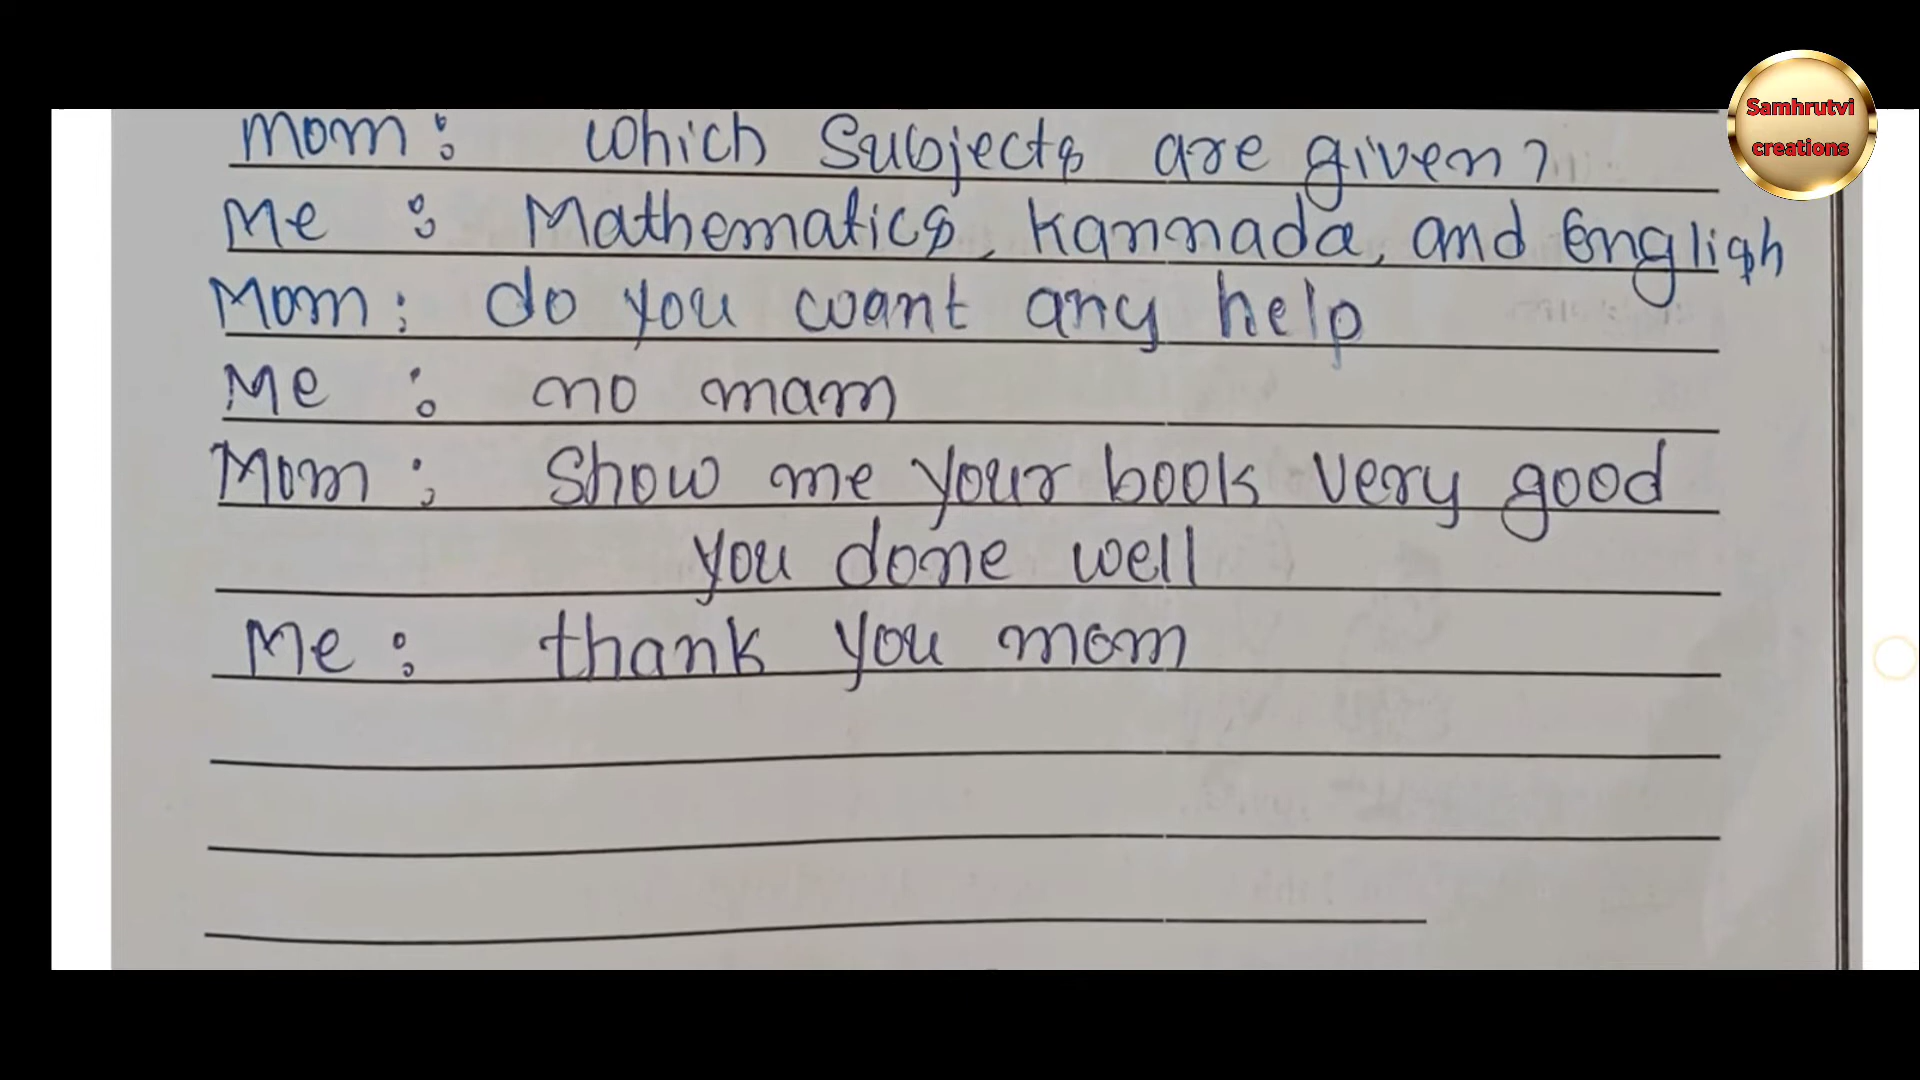 Samhrutvi
creations
Mom: Which Subjects are given?
Me : Mathematics, Kannada, and English
Mom: do you want any help
Me : no mam
Mom: Show me your book very good
you done well
Me: thank you mom